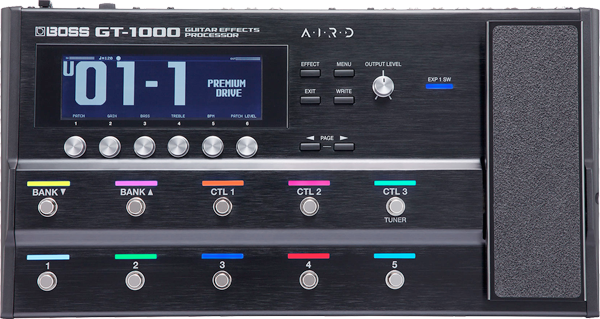 BOSS GT-1000 GUITAR EFFECTS PROCESSOR
A·I·R·D
U01-1
PREMIUM
DRIVE
PATCH GAIN BASS TREBLE BPM PATCH LEVEL
1 2 3 4 5 6
EFFECT MENU OUTPUT LEVEL
EXP 1 SW
EXIT WRITE
◄ PAGE ►
BANK ▼ BANK ▲ CTL 1 CTL 2 CTL 3
TUNER
1 2 3 4 5